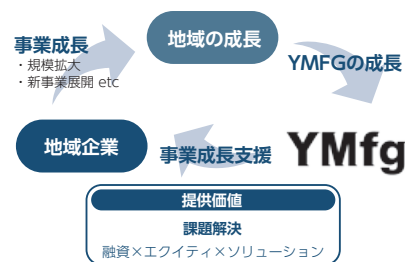 地域の成長
事業成長
・規模拡大
・新事業展開 etc
YMFGの成長
地域企業
事業成長支援
YMfg
提供価値
課題解決
融資×エクイティ×ソリューション